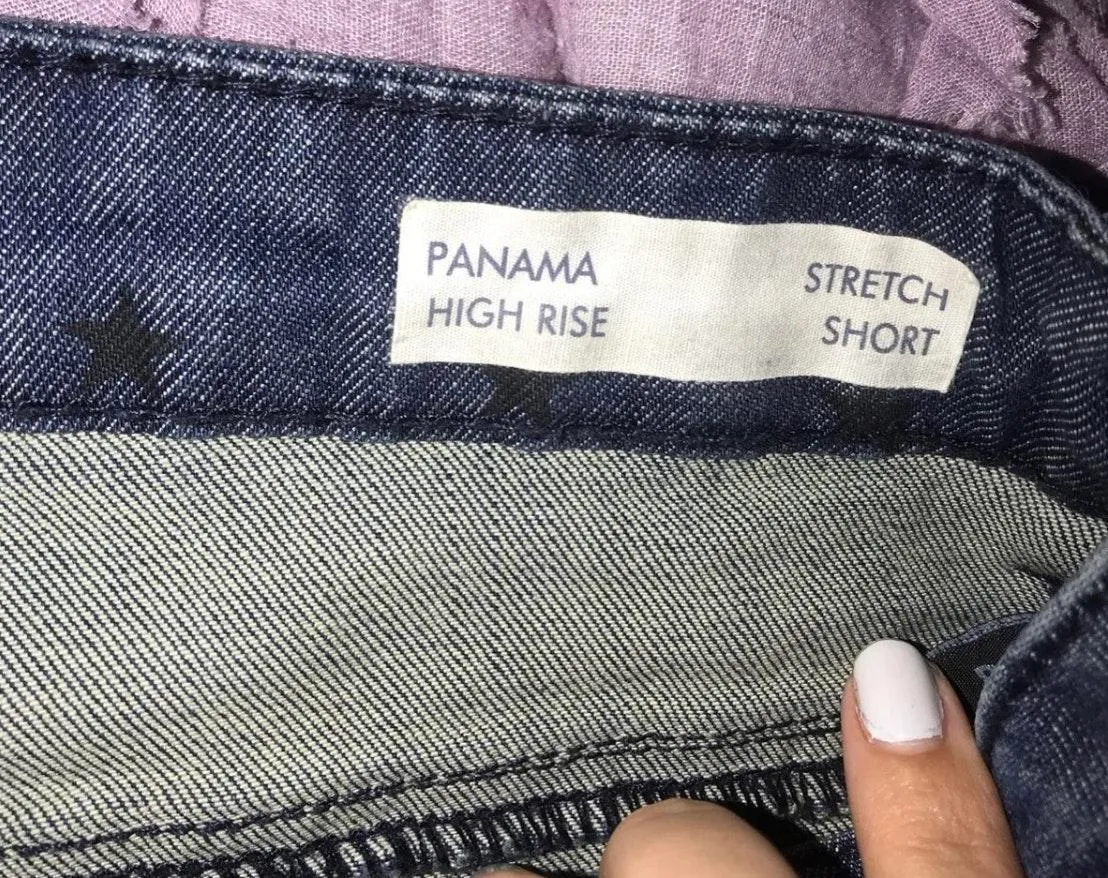 PANAMA
HIGH RISE
STRETCH
SHORT